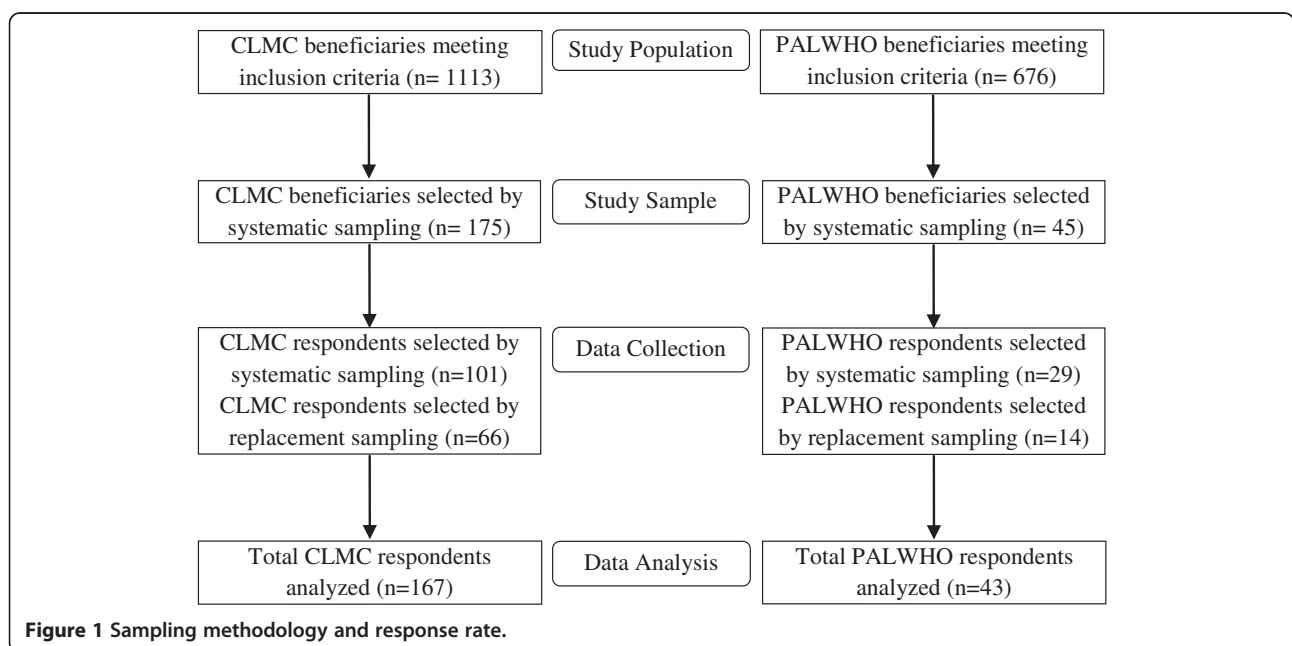 CLMC beneficiaries meeting
inclusion criteria (n= 1113)
Study Population
PALWHO beneficiaries meeting
inclusion criteria (n= 676)
CLMC beneficiaries selected by
systematic sampling (n= 175)
Study Sample
PALWHO beneficiaries selected
by systematic sampling (n= 45)
CLMC respondents selected by
systematic sampling (n=101)
CLMC respondents selected by
replacement sampling (n=66)
Data Collection
PALWHO respondents selected
by systematic sampling (n=29)
PALWHO respondents selected
by replacement sampling (n=14)
Total CLMC respondents
analyzed (n=167)
Data Analysis
Total PALWHO respondents
analyzed (n=43)
Figure 1 Sampling methodology and response rate.